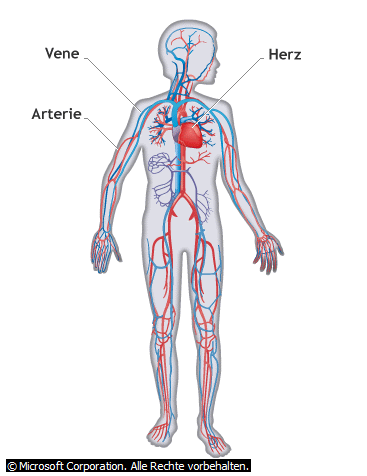 Vene
Herz
Arterie
© Microsoft Corporation. Alle Rechte vorbehalten.